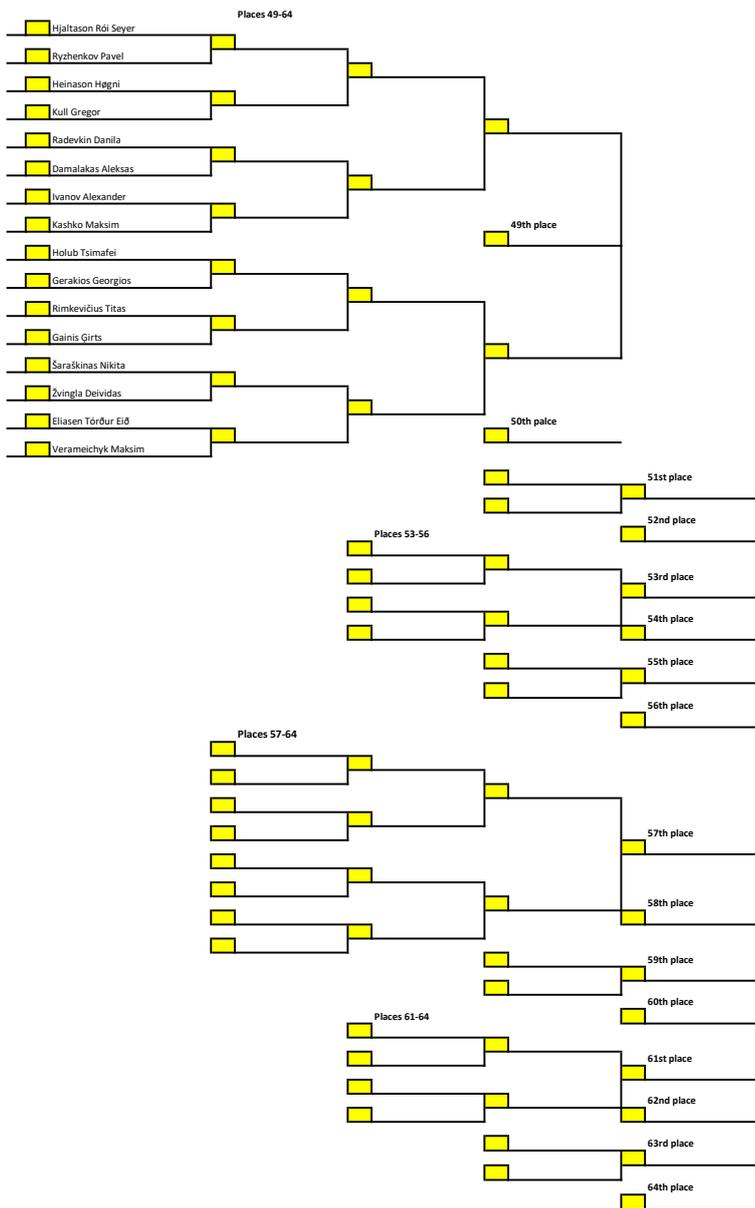 Places 49-64
Hjaltason Rói Seyer
Ryzhenkov Pavel
Heinason Høgni
Kull Gregor
Radevkin Danila
Damalakas Aleksas
Ivanov Alexander
Kashko Maksim
49th place
Holub Tsimafei
Gerakios Georgios
Rimkevičius Titas
Gainis Ģirts
Šaraškinas Nikita
Žvingla Deividas
Eliasen Tórður Eið
50th palce
Verameichyk Maksim
51st place
52nd place
Places 53-56
53rd place
54th place
55th place
56th place
Places 57-64
57th place
58th place
59th place
60th place
Places 61-64
61st place
62nd place
63rd place
64th place